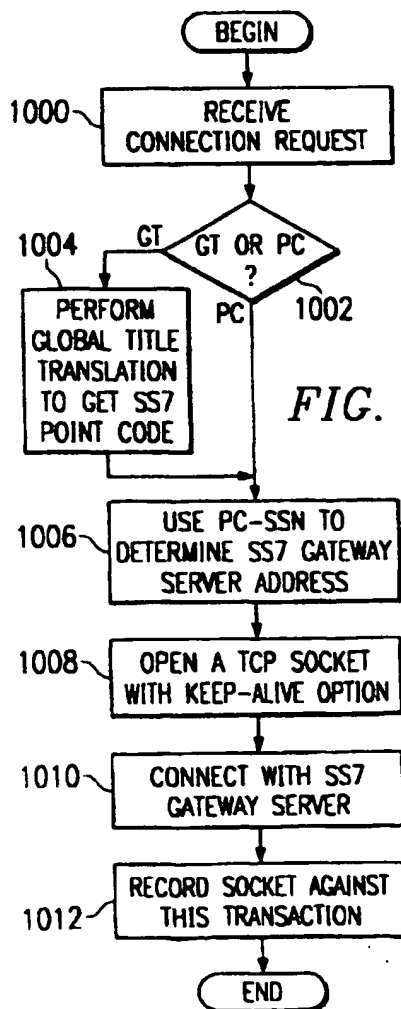 BEGIN
1000
RECEIVE
CONNECTION REQUEST
1004
GT
GT OR PC
?
1002
PC
PERFORM
GLOBAL TITLE
TRANSLATION
TO GET SS7
POINT CODE
FIG.
1006
USE PC-SSN TO
DETERMINE SS7 GATEWAY
SERVER ADDRESS
1008
OPEN A TCP SOCKET
WITH KEEP-ALIVE OPTION
1010
CONNECT WITH SS7
GATEWAY SERVER
1012
RECORD SOCKET AGAINST
THIS TRANSACTION
END